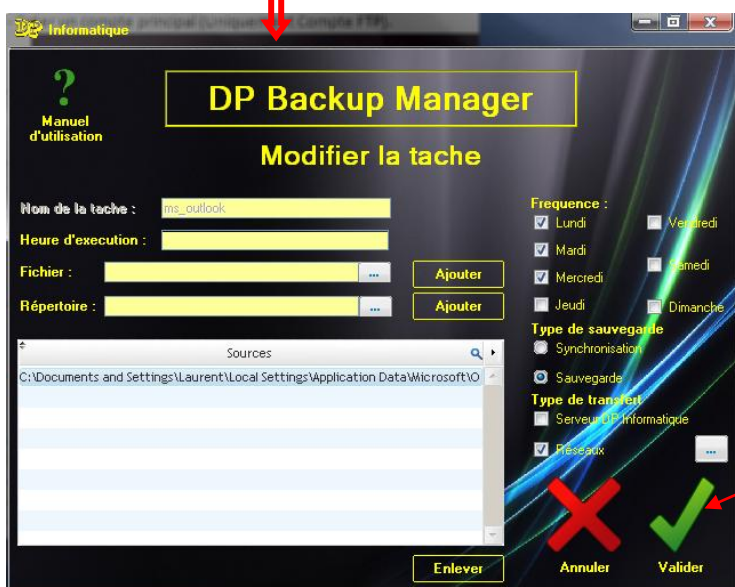 DP Informatique
?
Manuel
d'utilisation
DP Backup Manager
Modifier la tache
Nom de la tache : ms_outlook
Heure d'execution :
Fichier : ... Ajouter
Répertoire : ... Ajouter
Sources
C:\Documents and Settings\Laurent\Local Settings\Application Data\Microsoft\O
Enlever
Frequence :
Lundi Vendredi
Mardi
Mercredi Samedi
Jeudi Dimanche
Type de sauvegarde
Synchronisation
Sauvegarde
Type de transfert
Serveur DP Informatique
Réseaux ...
Annuler Valider